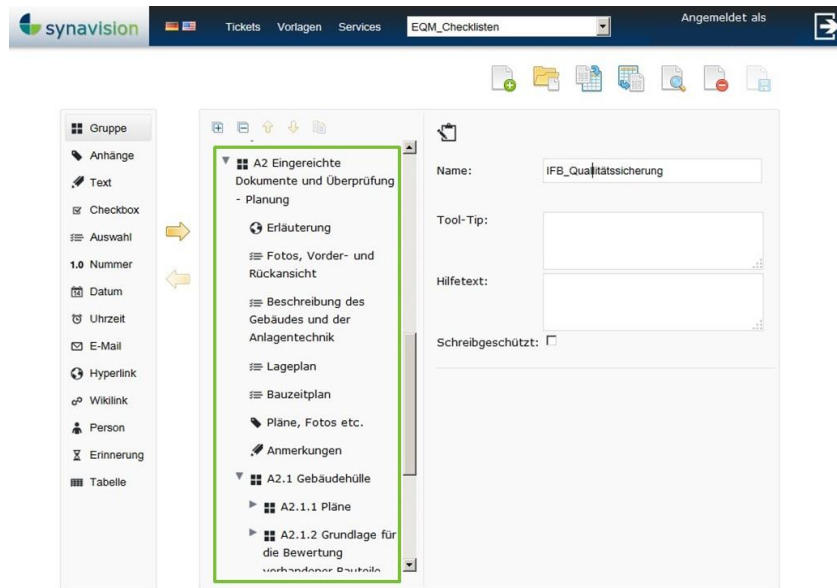 synavision
Tickets Vorlagen Services
EQM_Checklisten
Angemeldet als
Gruppe
Anhänge
Text
Checkbox
Auswahl
1.0 Nummer
14 Datum
Uhrzeit
E-Mail
Hyperlink
Wikilink
Person
Erinnerung
Tabelle
A2 Eingereichte
Dokumente und Überprüfung
- Planung
Erläuterung
Fotos, Vorder- und
Rückansicht
Beschreibung des
Gebäudes und der
Anlagentechnik
Lageplan
Bauzeitplan
Pläne, Fotos etc.
Anmerkungen
A2.1 Gebäudehülle
A2.1.1 Pläne
A2.1.2 Grundlage für
die Bewertung
vorhandener Bauteile
Name: IFB_Qualitätssicherung
Tool-Tip:
Hilfetext:
Schreibgeschützt: